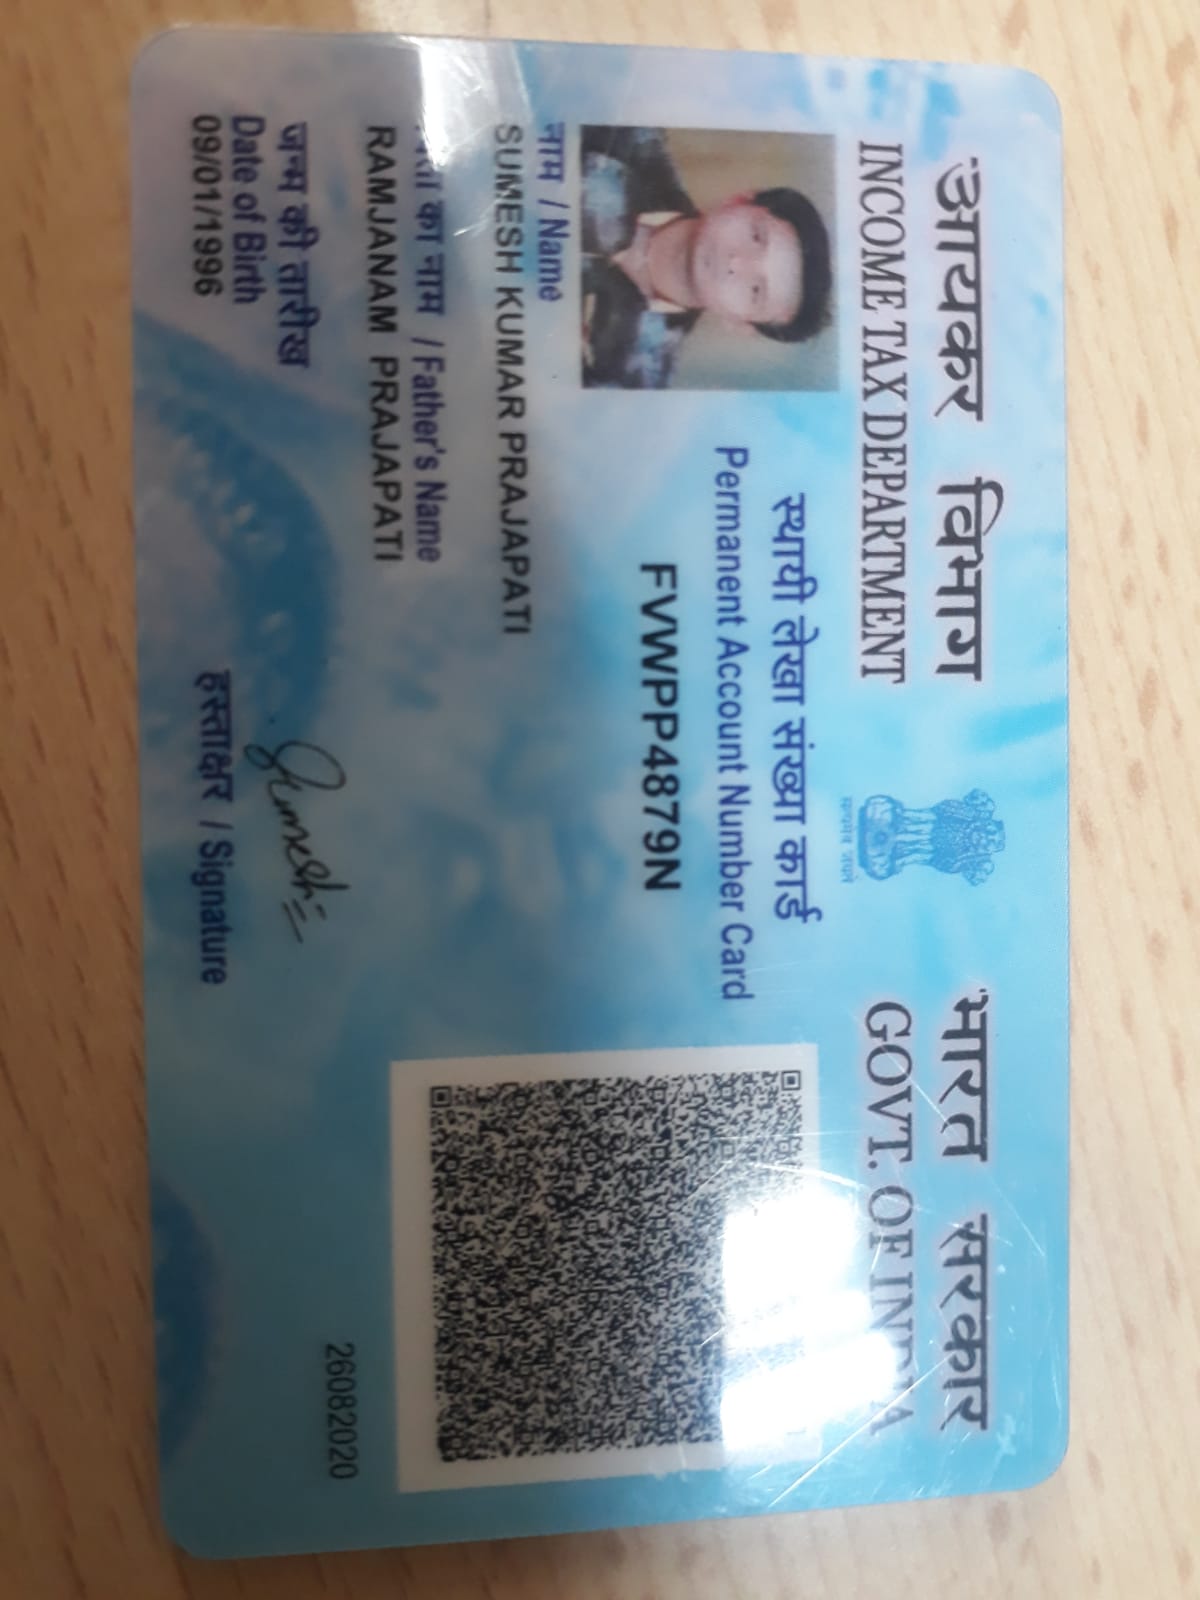 आयकर विभाग
INCOME TAX DEPARTMENT
सत्यमेव जयते
भारत सरकार
GOVT. OF INDIA
स्थायी लेखा संख्या कार्ड
Permanent Account Number Card
FVWPP4879N
नाम / Name
SUMESH KUMAR PRAJAPATI
पिता का नाम / Father's Name
RAMJANAM PRAJAPATI
जन्म की तारीख
Date of Birth
09/01/1996
Sumesh
हस्ताक्षर / Signature
26082020